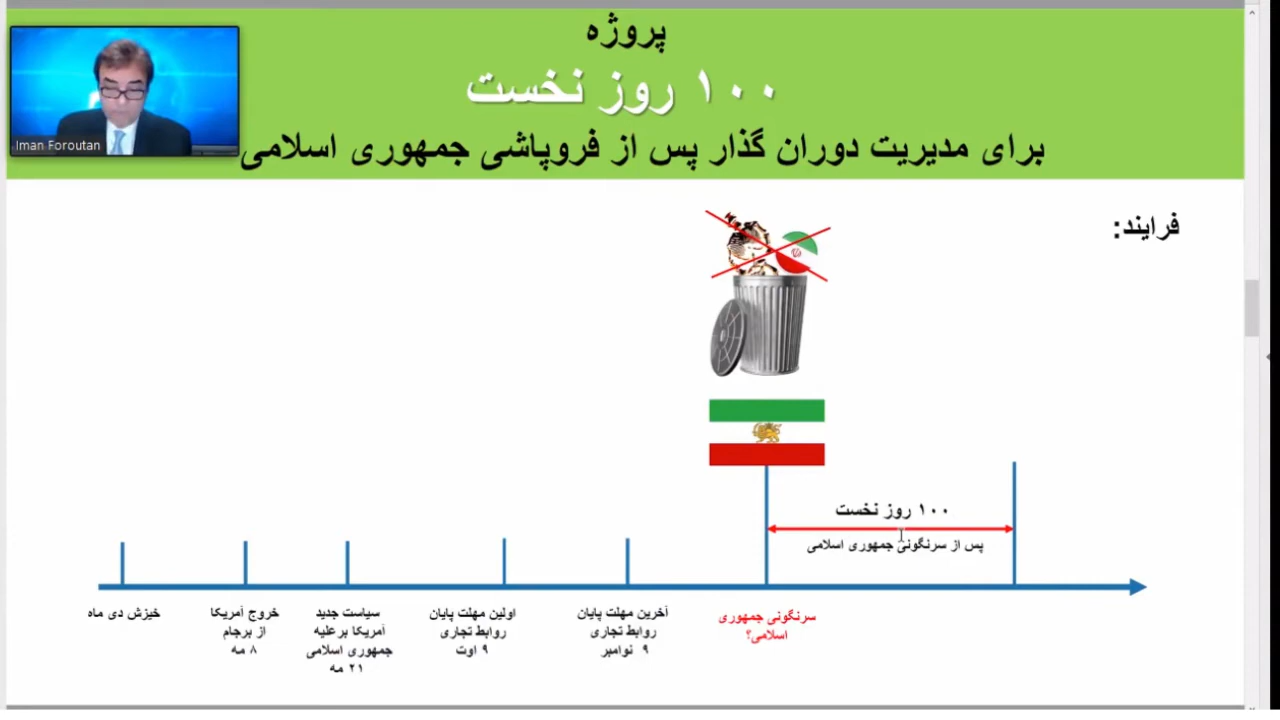 پروژه
۱۰۰ روز نخست
برای مدیریت دوران گذار پس از فروپاشی جمهوری اسلامی
Iman Foroutan
فرایند:
۱۰۰ روز نخست
پس از سرنگونی جمهوری اسلامی
خیزش دی ماه
خروج آمریکا
از برجام
۸ مه
سیاست جدید
آمریکا برعلیه
جمهوری اسلامی
۲۱ مه
اولین مهلت پایان
روابط تجاری
۹ اوت
آخرین مهلت پایان
روابط تجاری
۹ نوامبر
سرنگونی جمهوری
اسلامی؟